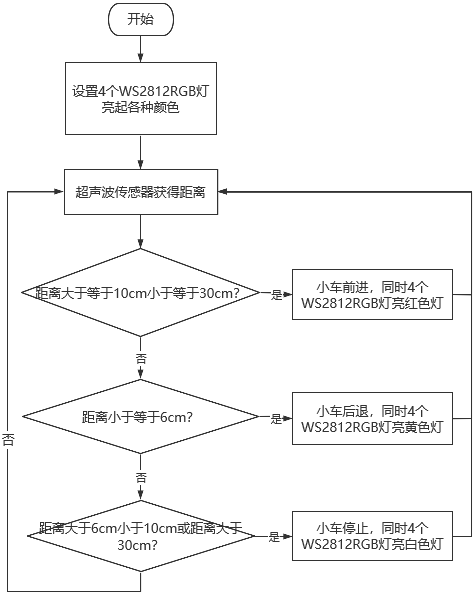 开始
设置4个WS2812RGB灯
亮起各种颜色
超声波传感器获得距离
距离大于等于10cm小于等于30cm?
是
小车前进，同时4个
WS2812RGB灯亮红色灯
否
距离小于等于6cm?
是
小车后退，同时4个
WS2812RGB灯亮黄色灯
否
否
距离大于6cm小于10cm或距离大于
30cm?
是
小车停止，同时4个
WS2812RGB灯亮白色灯